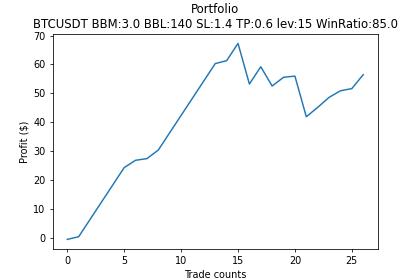 Portfolio
BTCUSDT BBM:3.0 BBL:140 SL:1.4 TP:0.6 lev:15 WinRatio:85.0
70
60
50
40
30
20
10
0
Profit ($)
0 5 10 15 20 25
Trade counts